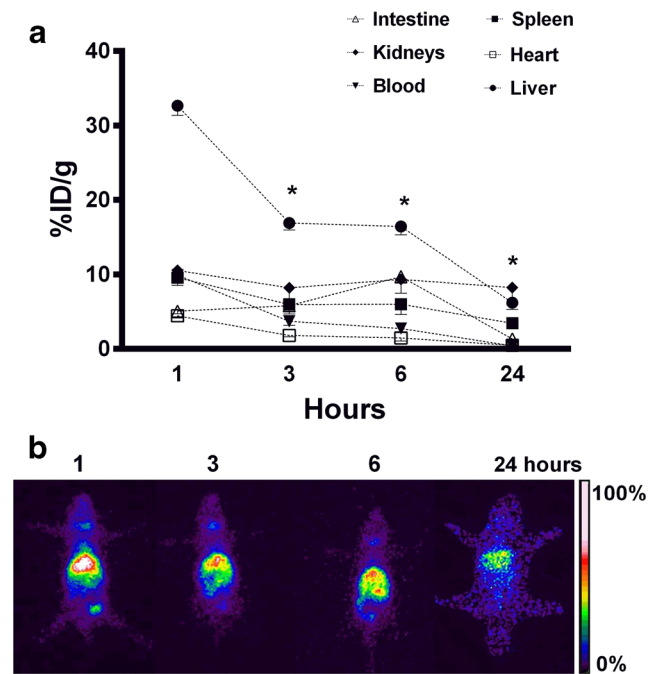 a
Intestine Spleen
Kidneys Heart
Blood Liver
40
30
20
10
0
%ID/g
* * *
1 3 6 24
Hours
b
1 3 6 24 hours
100%
0%